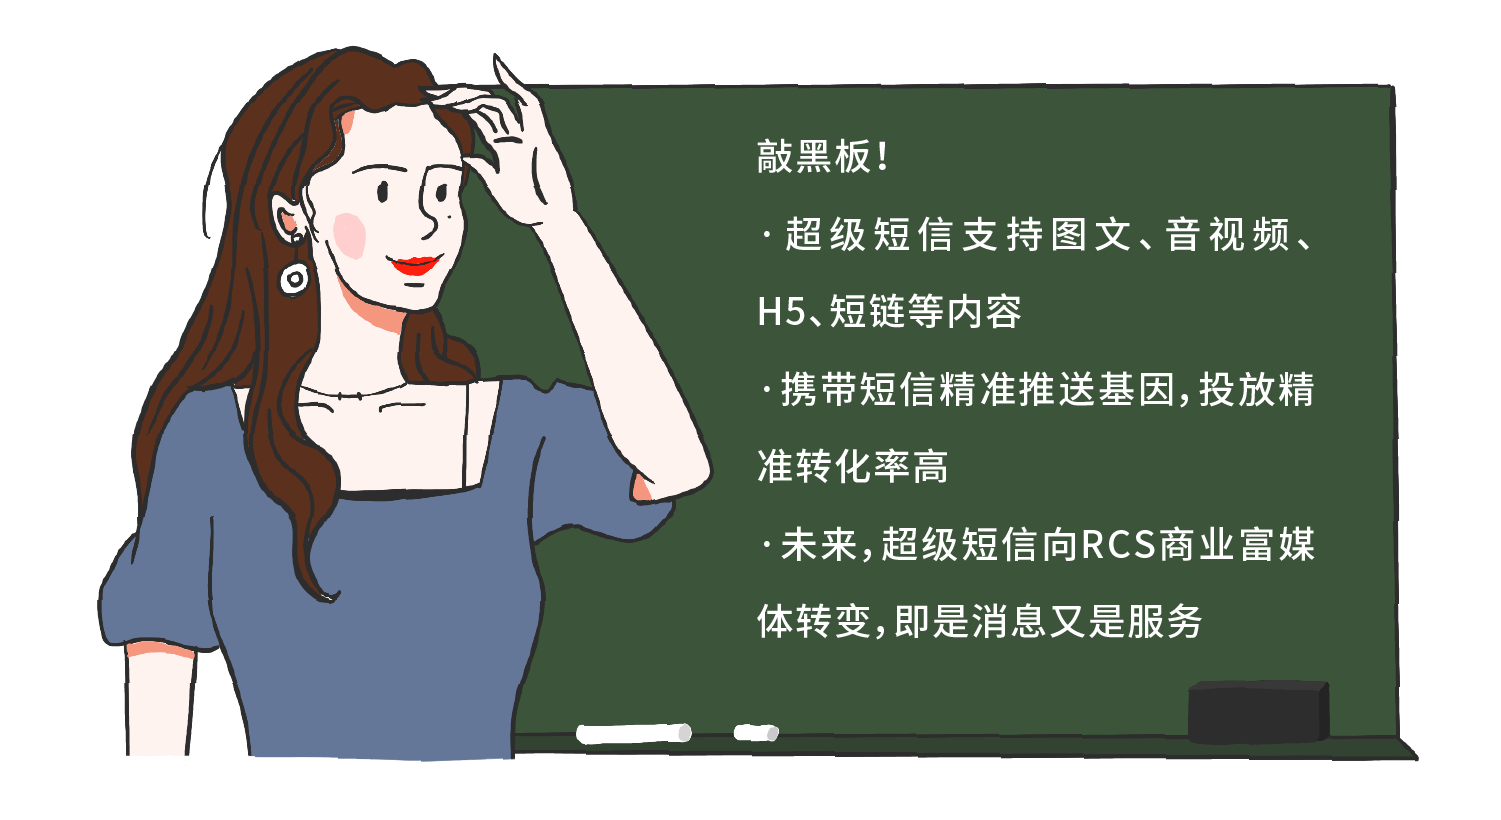 敲黑板！
· 超级短信支持图文、音视频、
H5、短链等内容
· 携带短信精准推送基因，投放精
准转化率高
· 未来，超级短信向RCS商业富媒
体转变，即是消息又是服务